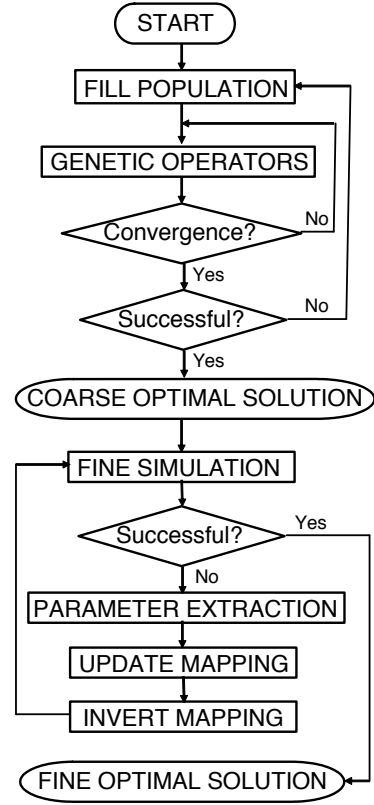 START
FILL POPULATION
GENETIC OPERATORS
Convergence?
No
Yes
Successful?
No
Yes
COARSE OPTIMAL SOLUTION
FINE SIMULATION
Successful?
Yes
No
PARAMETER EXTRACTION
UPDATE MAPPING
INVERT MAPPING
FINE OPTIMAL SOLUTION